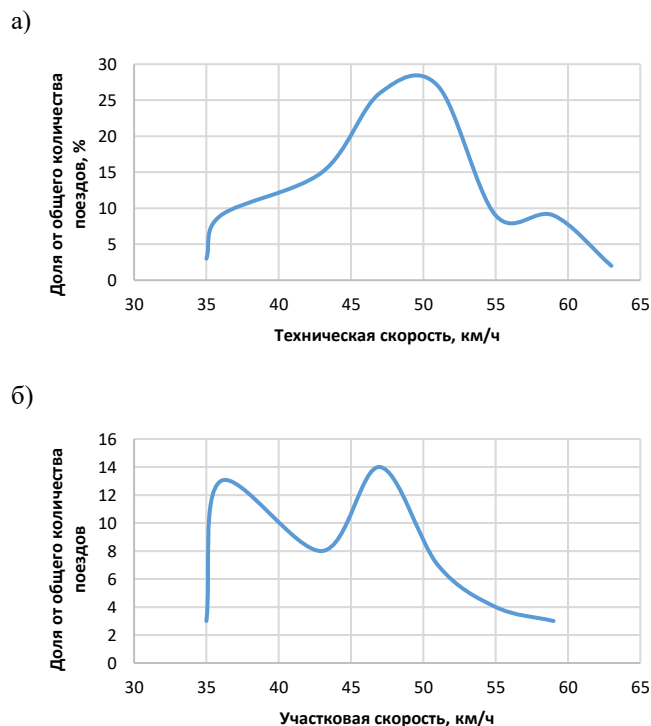 а)
Доля от общего количества
поездов, %
30
25
20
15
10
5
0
30 35 40 45 50 55 60 65
Техническая скорость, км/ч
б)
Доля от общего количества
поездов
16
14
12
10
8
6
4
2
0
30 35 40 45 50 55 60 65
Участковая скорость, км/ч